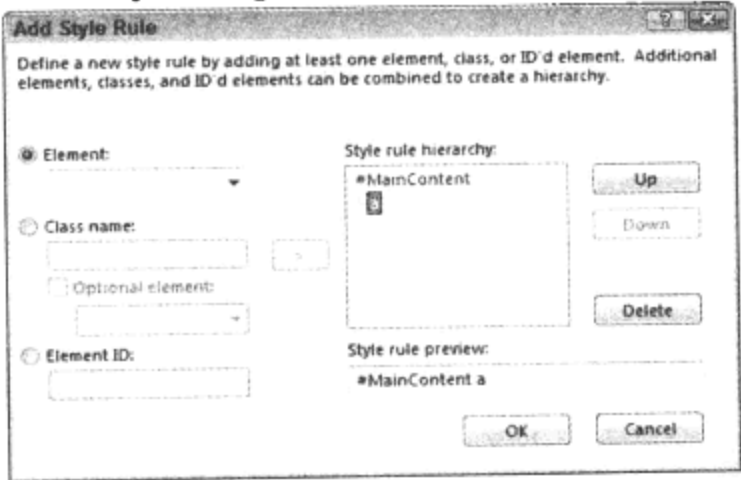 Add Style Rule
Define a new style rule by adding at least one element, class, or ID'd element. Additional
elements, classes, and ID'd elements can be combined to create a hierarchy.
Element:
Class name:
>
Optional element:
Element ID:
Style rule hierarchy:
#MainContent
a
Up
Down
Delete
Style rule preview:
#MainContent a
OK
Cancel